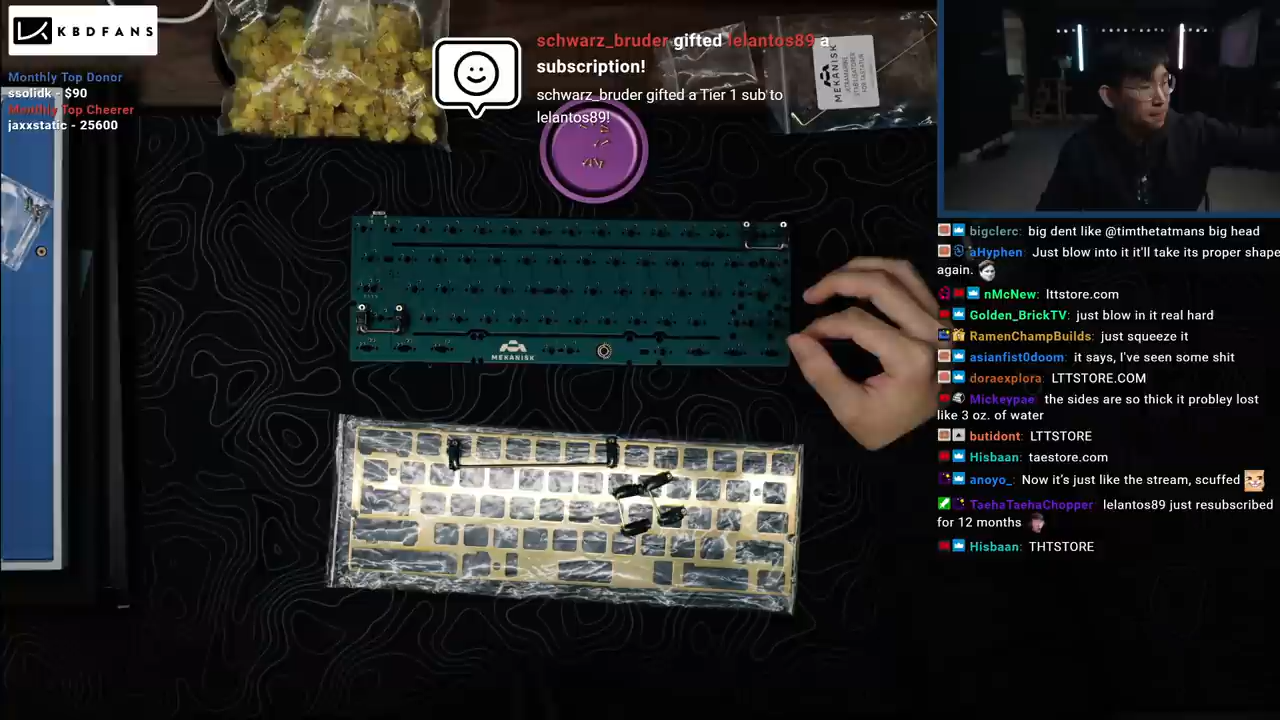 KBDFANS
Monthly Top Donor
ssolidk - $90
Monthly Top Cheerer
jaxxstatic - 25600
schwarz_bruder gifted lelantos89 a
subscription!
schwarz_bruder gifted a Tier 1 sub to
lelantos89!
MEKANISK
ULTRAMARINE
STABILISATORER
FOR TASTATUR
MEKANISK
bigclerc: big dent like @timthetatmans big head
aHyphen: Just blow into it it'll take its proper shape
again.
nMcNew: lttstore.com
Golden_BrickTV: just blow in it real hard
RamenChampBuilds: just squeeze it
asianfist0doom: it says, I've seen some shit
doraexplora: LTTSTORE.COM
Mickeypae: the sides are so thick it probley lost
like 3 oz. of water
butidont: LTTSTORE
Hisbaan: taestore.com
anoyo_: Now it's just like the stream, scuffed
TaehaTaehaChopper: lelantos89 just resubscribed
for 12 months
Hisbaan: THTSTORE